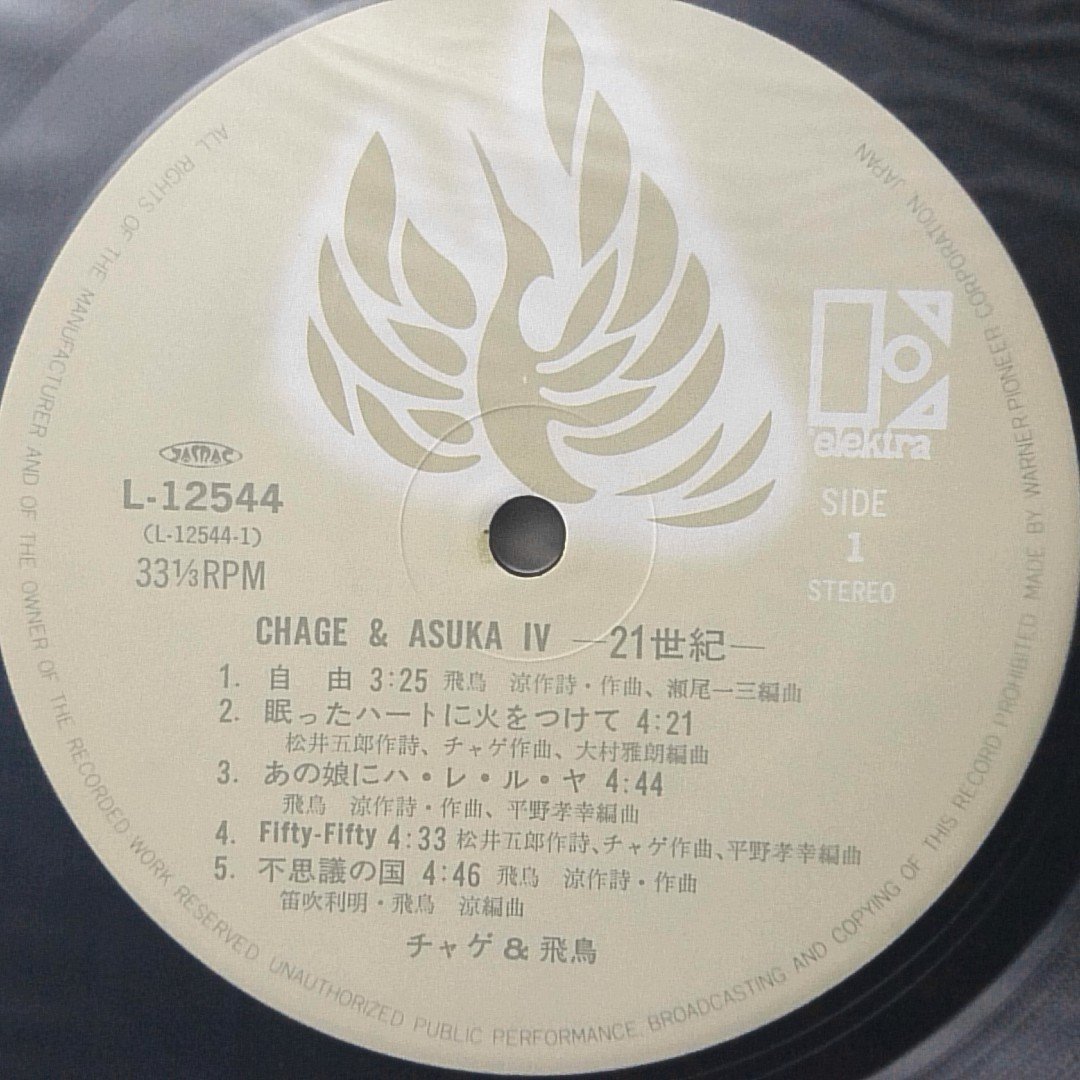 JASRAC
L-12544
(L-12544-1)
33⅓RPM
elektra
SIDE
1
STEREO
CHAGE & ASUKA IV —21世紀—
1. 自 由 3:25 飛鳥 涼作詩・作曲、瀬尾一三編曲
2. 眠ったハートに火をつけて 4:21
松井五郎作詩、チャゲ作曲、大村雅朗編曲
3. あの娘にハ・レ・ル・ヤ 4:44
飛鳥 涼作詩・作曲、平野孝幸編曲
4. Fifty-Fifty 4:33 松井五郎作詩、チャゲ作曲、平野孝幸編曲
5. 不思議の国 4:46 飛鳥 涼作詩・作曲
笛吹利明・飛鳥 涼編曲
チャゲ&飛鳥
ALL RIGHTS OF THE MANUFACTURER AND OF THE OWNER OF THE RECORDED WORK RESERVED. UNAUTHORIZED PUBLIC PERFORMANCE, BROADCASTING AND COPYING OF THIS RECORD PROHIBITED MADE BY WARNER-PIONEER CORPORATION, JAPAN